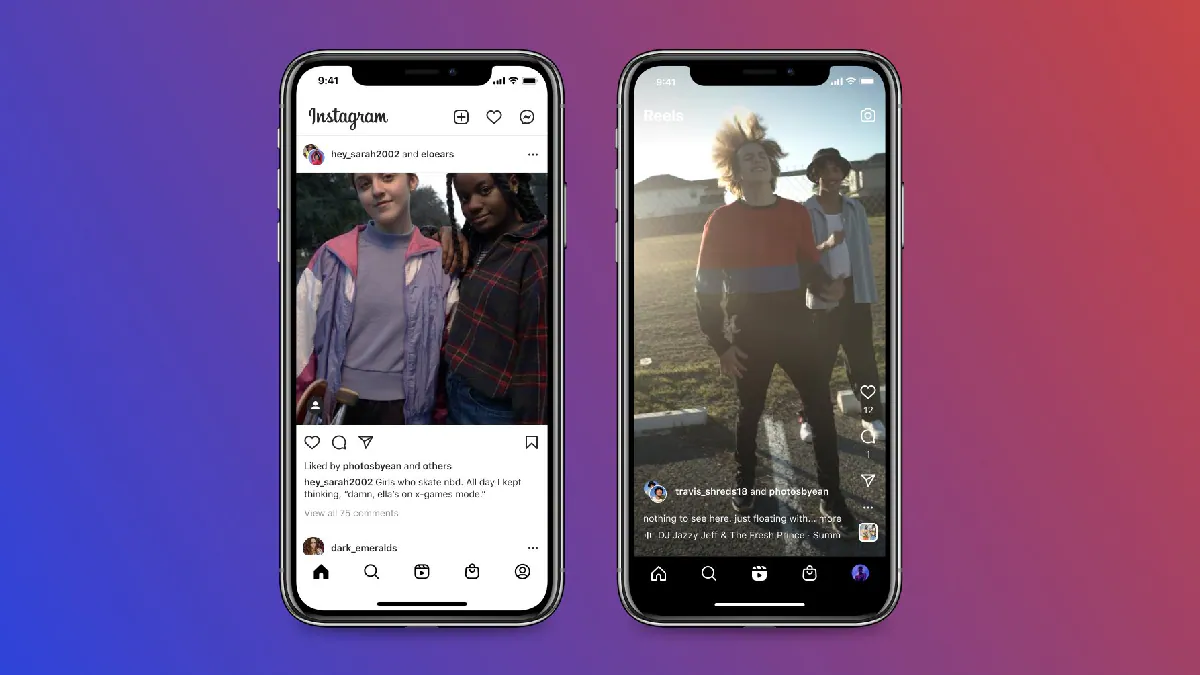 9:41
Instagram
hey_sarah2002 and eloears
Liked by photosbyean and others
hey_sarah2002 Girls who skate nbd. All day I kept
thinking, "damn, ella's on x-games mode."
View all 75 comments
dark_emeralds
9:41
Reels
12
1
travis_shreds18 and photosbyean
nothing to see here, just floating with... more
DJ Jazzy Jeff & The Fresh Prince · Summ